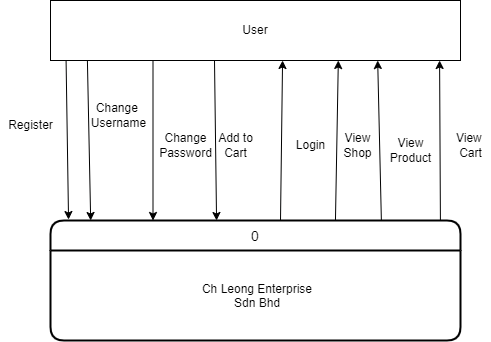 User
Register
Change
Username
Change
Password
Add to
Cart
Login
View
Shop
View
Product
View
Cart
0
Ch Leong Enterprise
Sdn Bhd